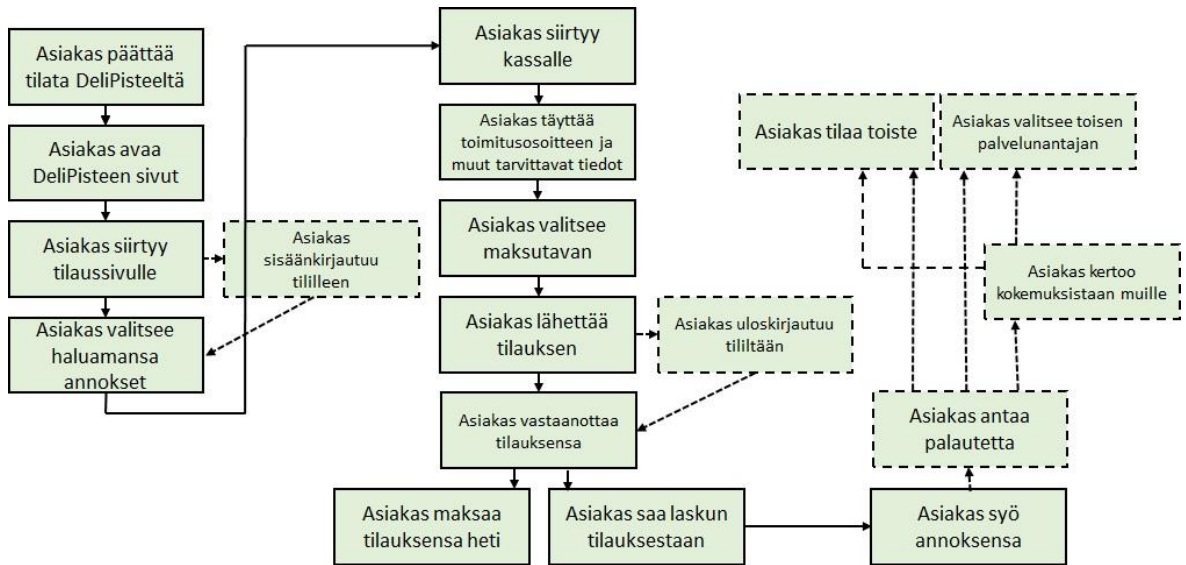 Asiakas päättää
tilata DeliPisteeltä
Asiakas avaa
DeliPisteen sivut
Asiakas siirtyy
tilaussivulle
Asiakas
sisäänkirjautuu
tililleen
Asiakas valitsee
haluamansa
annokset
Asiakas siirtyy
kassalle
Asiakas täyttää
toimitusosoitteen ja
muut tarvittavat tiedot
Asiakas valitsee
maksutavan
Asiakas lähettää
tilauksen
Asiakas uloskirjautuu
tililtään
Asiakas vastaanottaa
tilauksensa
Asiakas maksaa
tilauksensa heti
Asiakas saa laskun
tilauksestaan
Asiakas syö
annoksensa
Asiakas antaa
palautetta
Asiakas kertoo
kokemuksistaan muille
Asiakas tilaa toiste
Asiakas valitsee toisen
palvelunantajan